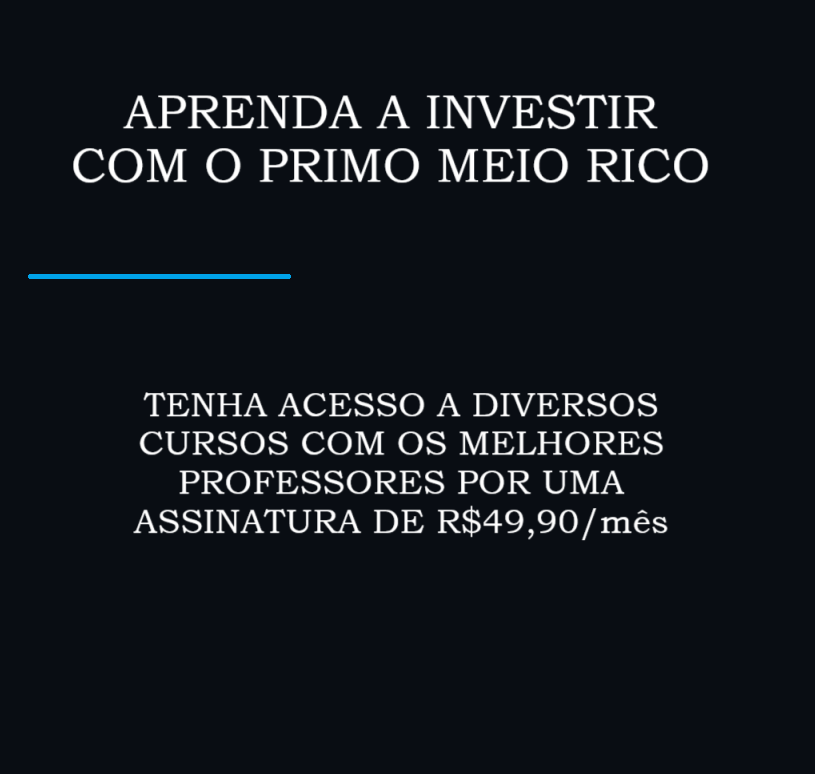 APRENDA A INVESTIR
COM O PRIMO MEIO RICO
TENHA ACESSO A DIVERSOS
CURSOS COM OS MELHORES
PROFESSORES POR UMA
ASSINATURA DE R$49,90/mês